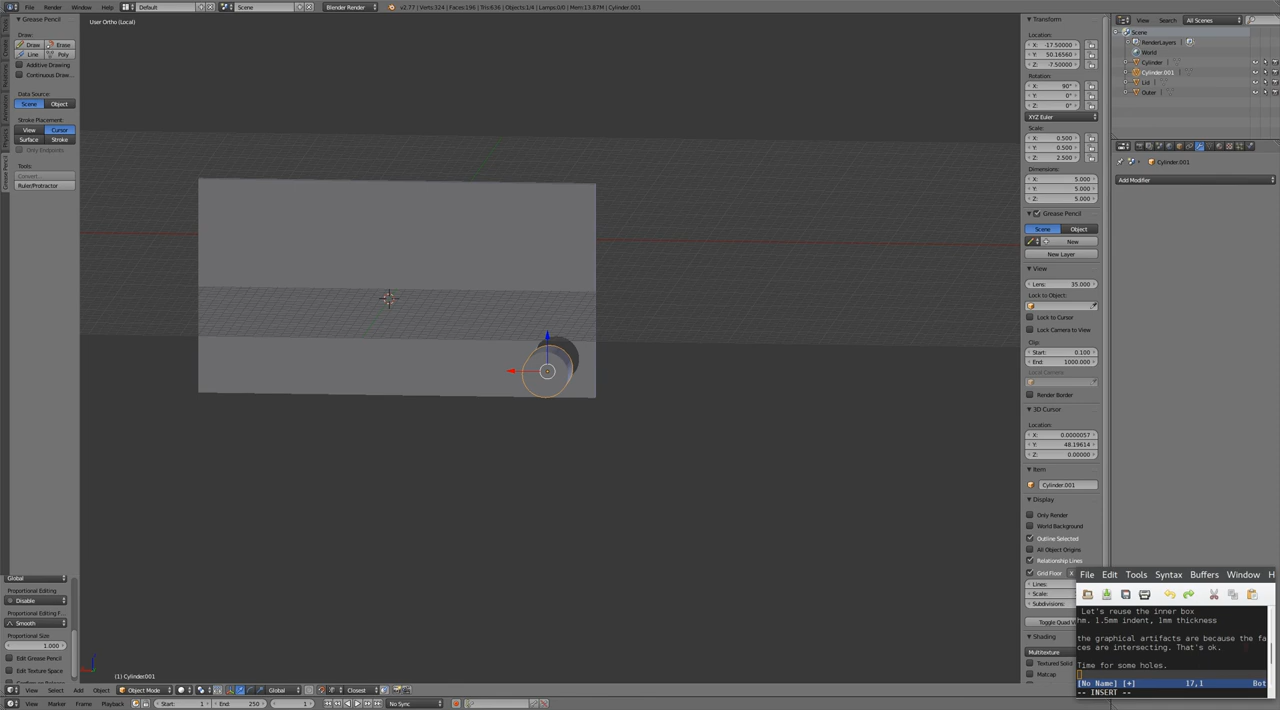 File Render Window Help Default Scene Blender Render v2.77 | Verts:324 | Faces:196 | Tris:636 | Objects:1/4 | Lamps:0/0 | Mem:13.87M | Cylinder.001
Grease Pencil
Draw:
Draw Erase
Line Poly
Additive Drawing
Continuous Draw...
Data Source:
Scene Object
Stroke Placement:
View Cursor
Surface Stroke
Only Endpoints
Tools:
Convert...
Ruler/Protractor
Tools
Create
Relations
Animation
Physics
Grease Pencil
Global
Proportional Editing
Disable
Proportional Editing F...
Smooth
Proportional Size
1.000
Edit Grease Pencil
Edit Texture Space
User Ortho (Local)
(1) Cylinder.001
View Select Add Object Object Mode Global Closest
View Marker Frame Playback Start: 1 End: 250 1 No Sync
Transform
Location:
X: -17.50000
Y: 50.16560
Z: -7.50000
Rotation:
X: 90°
Y: 0°
Z: 0°
XYZ Euler
Scale:
X: 0.500
Y: 0.500
Z: 2.500
Dimensions:
X: 5.000
Y: 5.000
Z: 5.000
Grease Pencil
Scene Object
New
New Layer
View
Lens: 35.000
Lock to Object:
Lock to Cursor
Lock Camera to View
Clip:
Start: 0.100
End: 1000.000
Local Camera:
Render Border
3D Cursor
Location:
X: 0.0000057
Y: 48.19614
Z: 0.00000
Item
Cylinder.001
Display
Only Render
World Background
Outline Selected
All Object Origins
Relationship Lines
Grid Floor X
Lines:
Scale:
Subdivisions:
Toggle Quad Vi
Shading
Multitexture
Textured Solid
Matcap
View Search All Scenes
Scene
RenderLayers
World
Cylinder
Cylinder.001
Lid
Outer
Cylinder.001
Add Modifier
File Edit Tools Syntax Buffers Window H
Let's reuse the inner box
hm. 1.5mm indent, 1mm thickness
the graphical artifacts are because the fa
ces are intersecting. That's ok.
Time for some holes.
[No Name] [+] 17,1 Bot
-- INSERT --